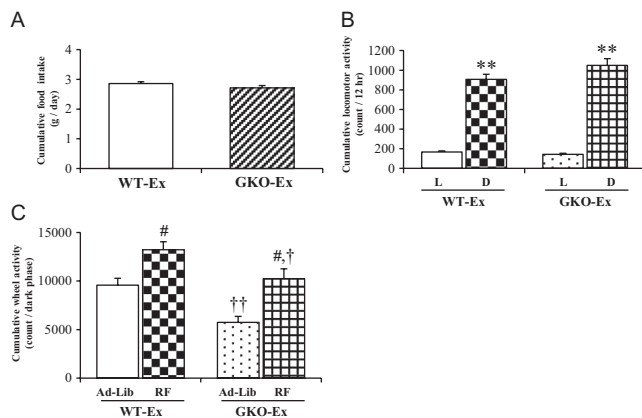 A
Cumulative food intake
(g / day)
4
3
2
1
0
WT-Ex
GKO-Ex
B
Cumulative locomotor activity
(count / 12 hr)
1200
1000
800
600
400
200
0
**
**
L
D
L
D
WT-Ex
GKO-Ex
C
Cumulative wheel activity
(count / dark phase)
15000
10000
5000
0
#
††
#,†
Ad-Lib
RF
Ad-Lib
RF
WT-Ex
GKO-Ex